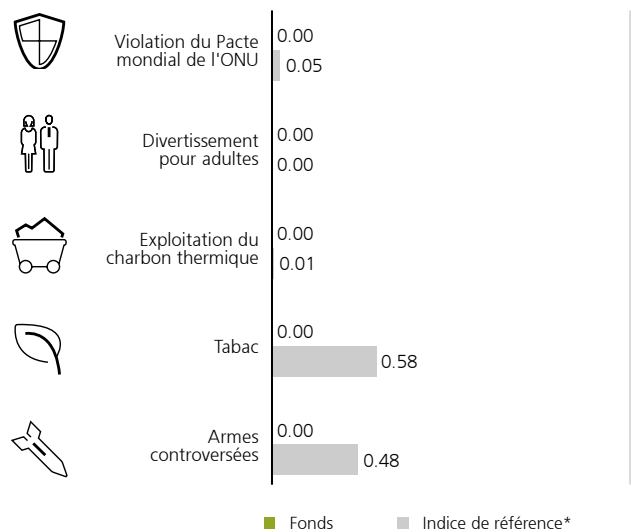 Violation du Pacte
mondial de l'ONU
0.00
0.05
Divertissement
pour adultes
0.00
0.00
Exploitation du
charbon thermique
0.00
0.01
Tabac
0.00
0.58
Armes
controversées
0.00
0.48
Fonds
Indice de référence*